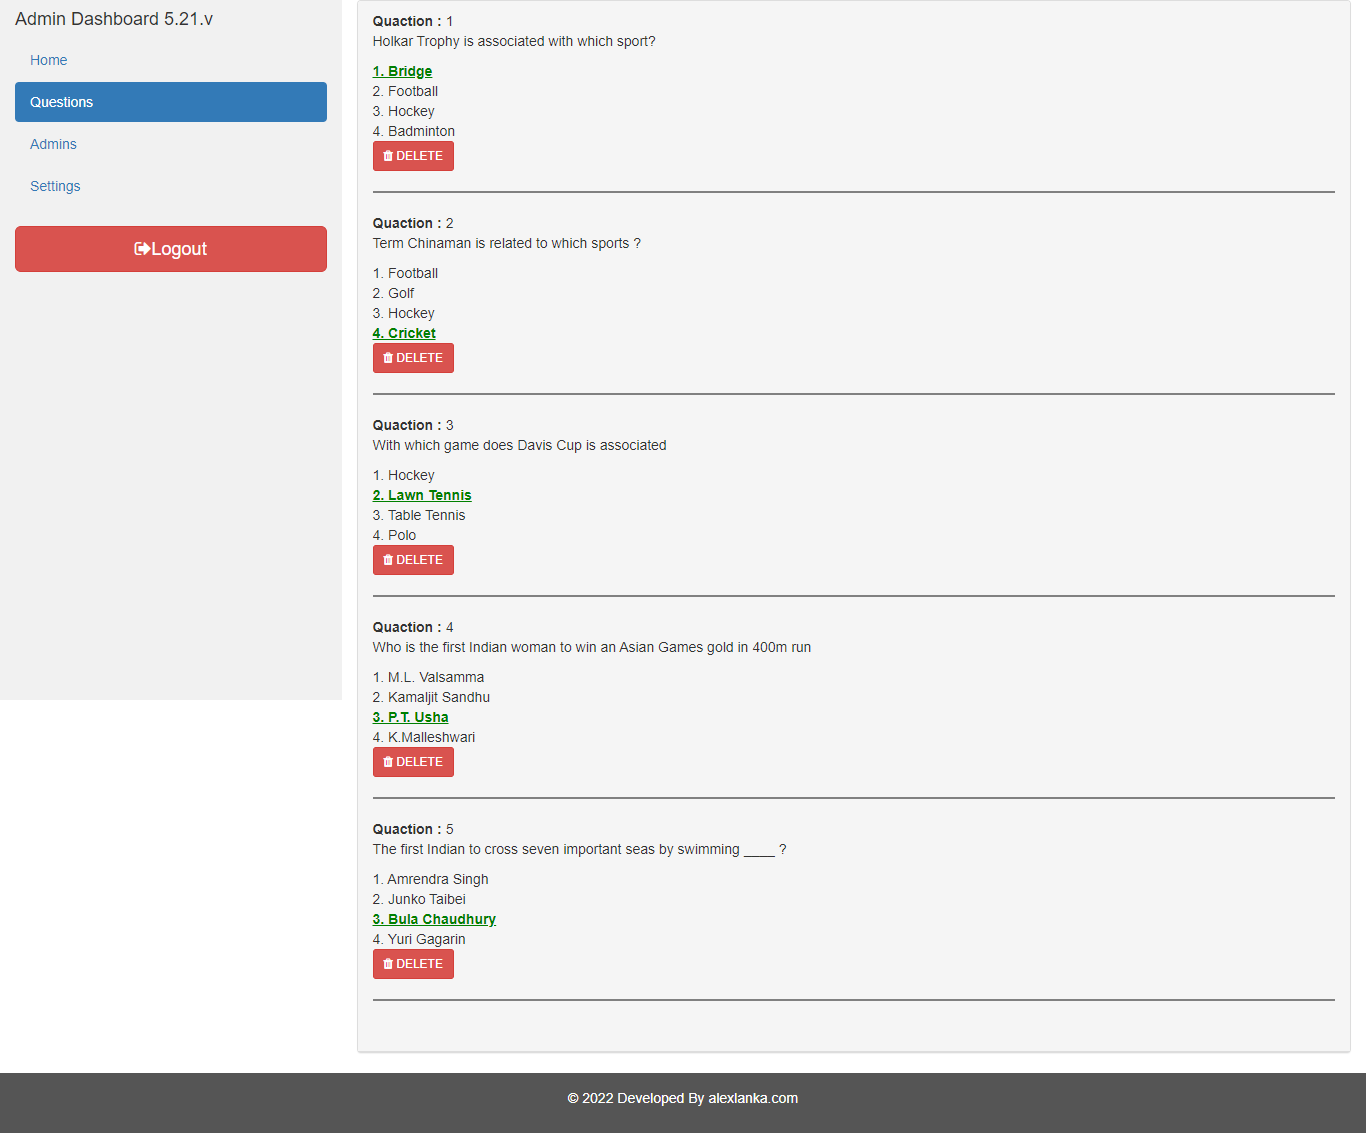 Admin Dashboard 5.21.v
Home
Questions
Admins
Settings
Logout
Quaction : 1
Holkar Trophy is associated with which sport?
1. Bridge
2. Football
3. Hockey
4. Badminton
DELETE
Quaction : 2
Term Chinaman is related to which sports ?
1. Football
2. Golf
3. Hockey
4. Cricket
DELETE
Quaction : 3
With which game does Davis Cup is associated
1. Hockey
2. Lawn Tennis
3. Table Tennis
4. Polo
DELETE
Quaction : 4
Who is the first Indian woman to win an Asian Games gold in 400m run
1. M.L. Valsamma
2. Kamaljit Sandhu
3. P.T. Usha
4. K.Malleshwari
DELETE
Quaction : 5
The first Indian to cross seven important seas by swimming ____ ?
1. Amrendra Singh
2. Junko Taibei
3. Bula Chaudhury
4. Yuri Gagarin
DELETE
© 2022 Developed By alexlanka.com